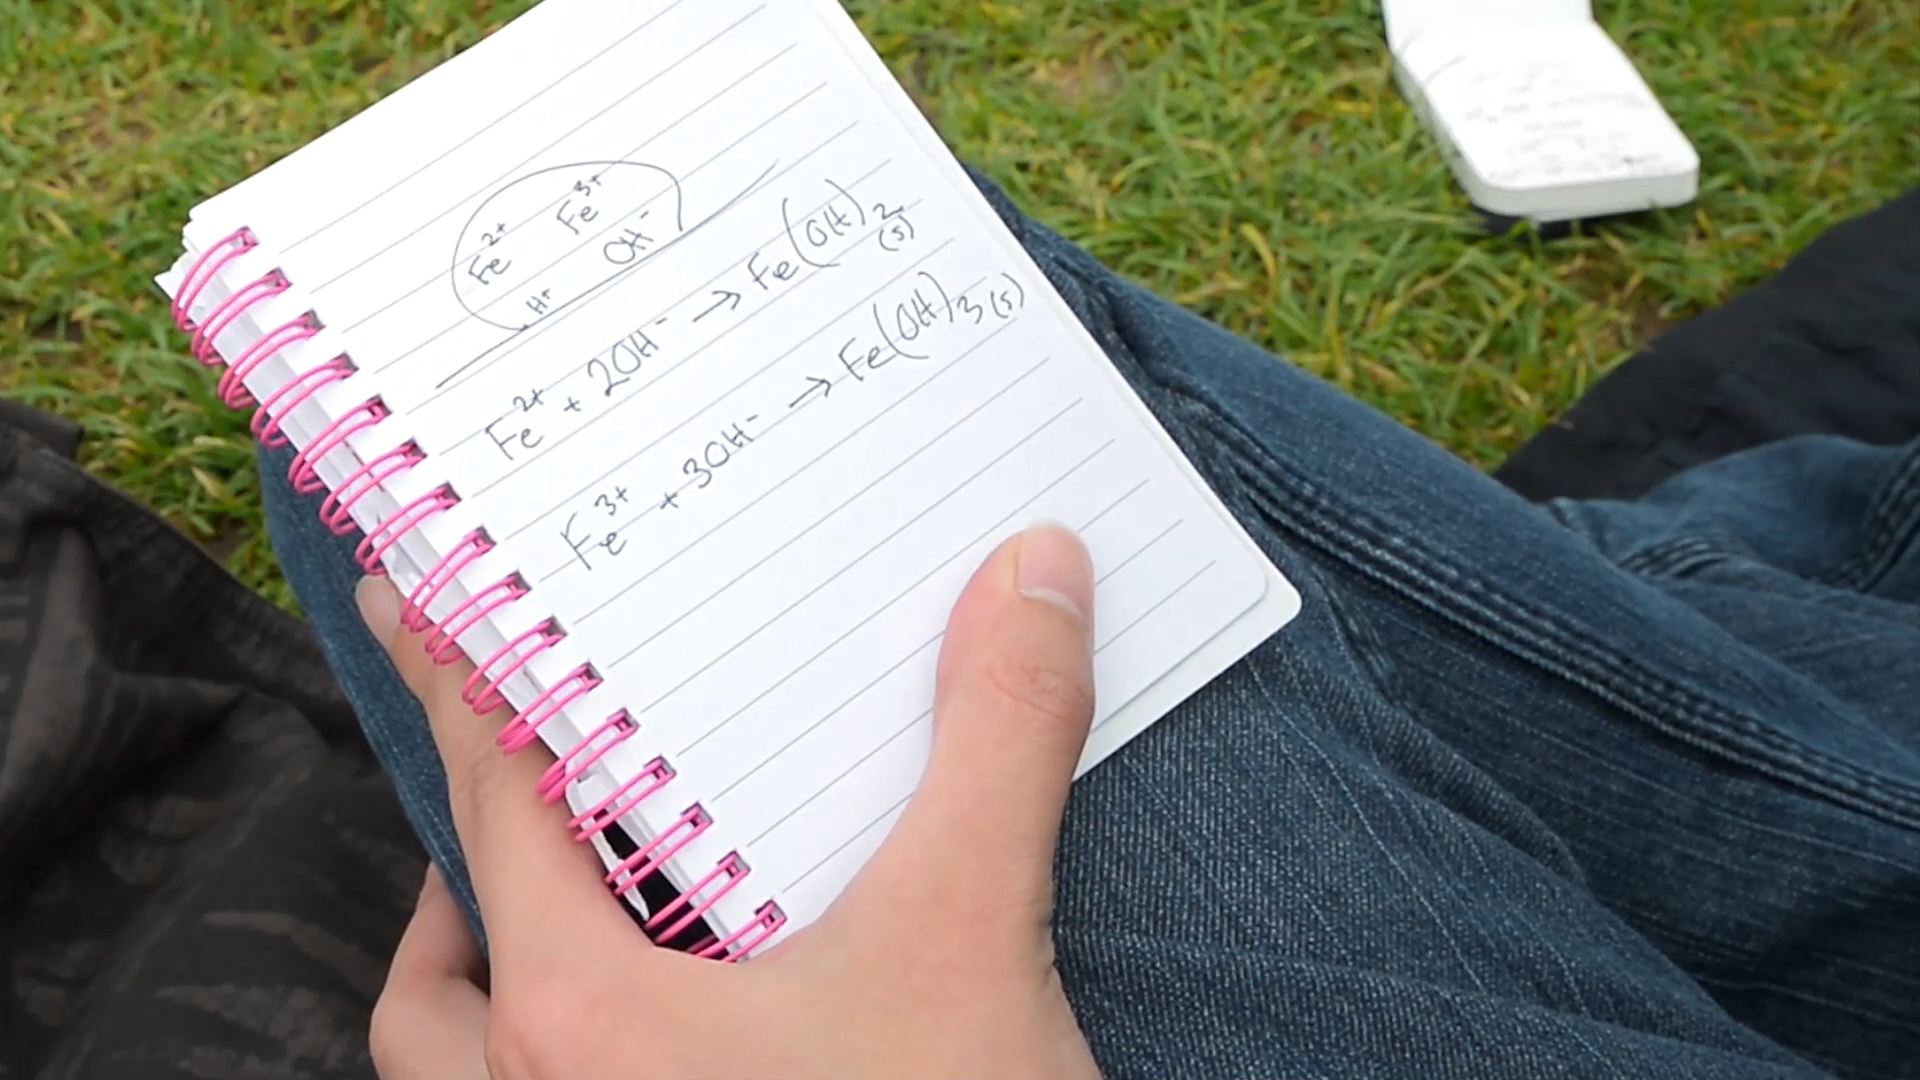 Fe²⁺ Fe³⁺
H⁺ OH⁻
Fe²⁺ + 2OH⁻ → Fe(OH)₂ (s)
Fe³⁺ + 3OH⁻ → Fe(OH)₃ (s)